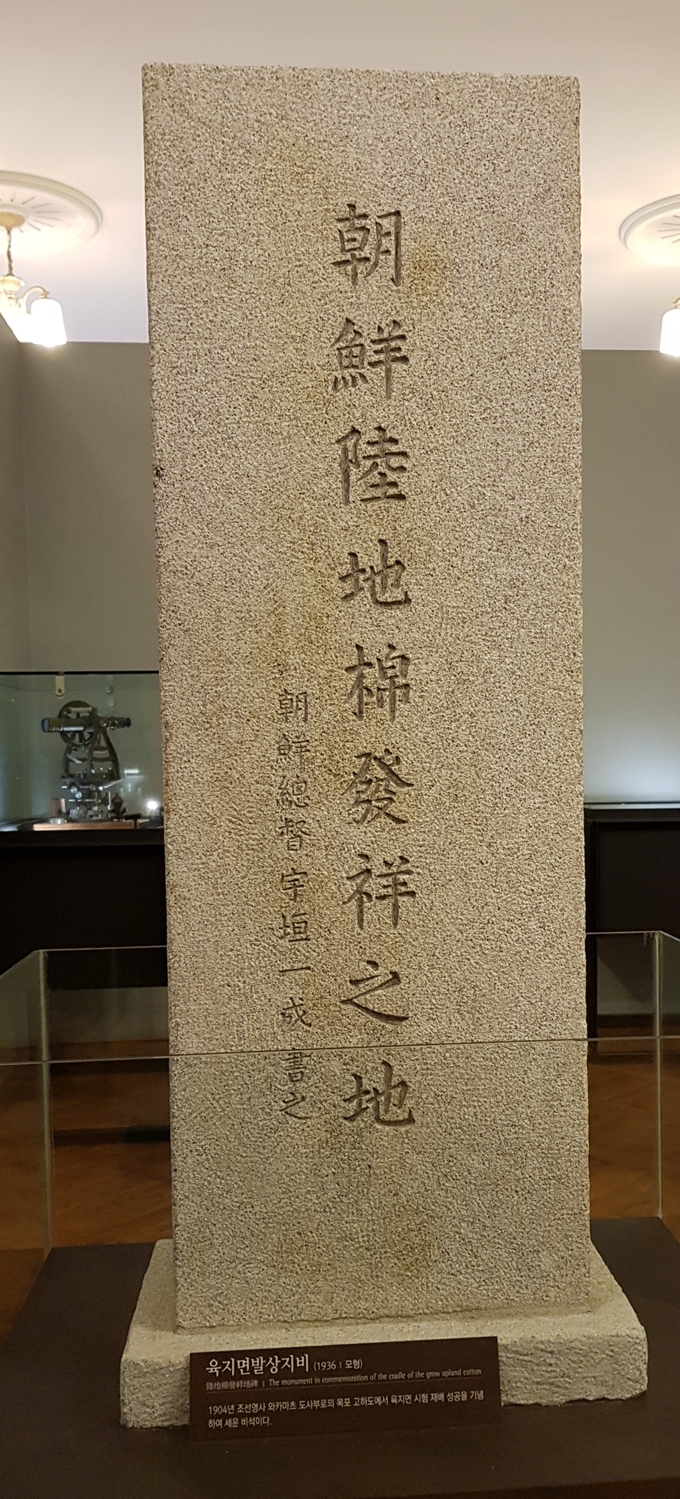 朝鮮陸地棉發祥之地
朝鮮總督宇垣一成書之
육지면발상지비 (1936 | 모형)
陸地棉發祥地碑 | The monument in commemoration of the cradle of the grow upland cotton
1904년 조선영사 와카마츠 도사부로의 목포 고하도에서 육지면 시험 재배 성공을 기념
하여 세운 비석이다.